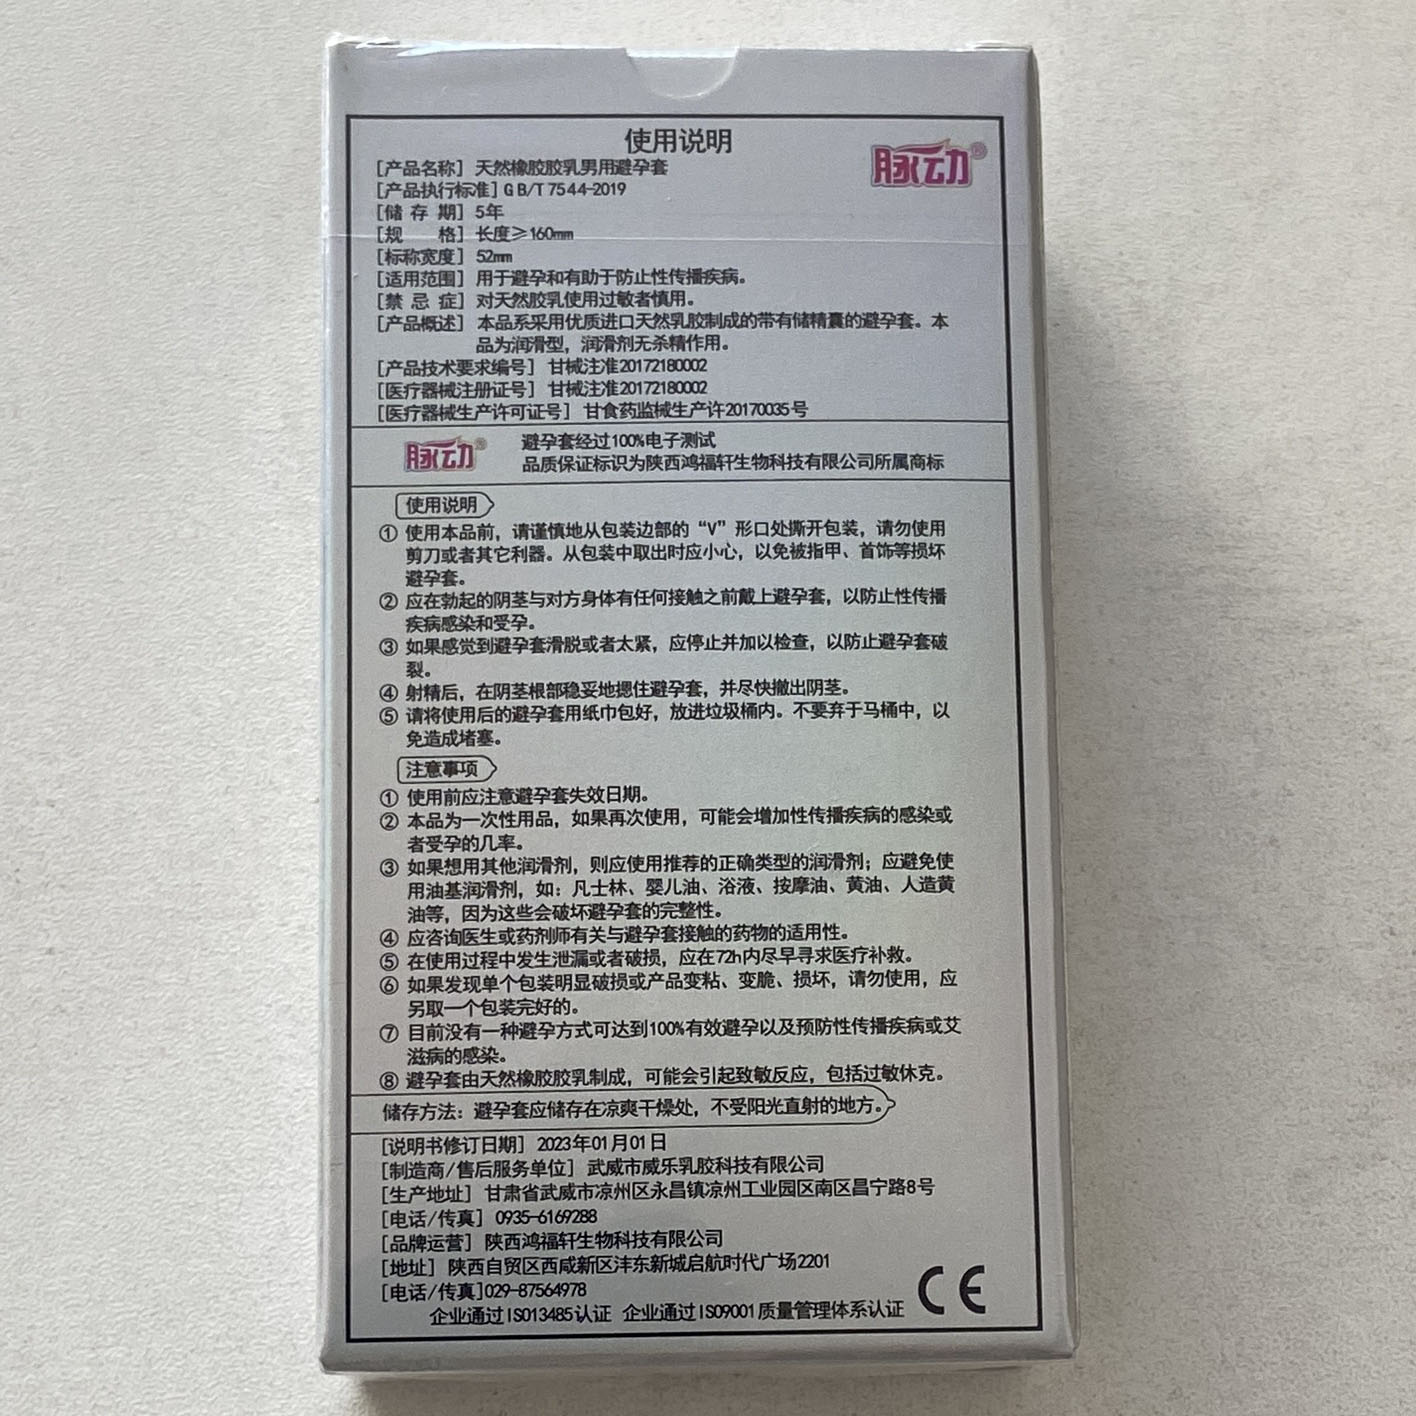 使用说明
脉动®
[产品名称] 天然橡胶胶乳男用避孕套
[产品执行标准] GB/T 7544-2019
[储 存 期] 5年
[规 格] 长度≥160mm
[标称宽度] 52mm
[适用范围] 用于避孕和有助于防止性传播疾病。
[禁 忌 症] 对天然胶乳使用过敏者慎用。
[产品概述] 本品系采用优质进口天然乳胶制成的带有储精囊的避孕套。本
品为润滑型，润滑剂无杀精作用。
[产品技术要求编号] 甘械注准20172180002
[医疗器械注册证号] 甘械注准20172180002
[医疗器械生产许可证号] 甘食药监械生产许20170035号
脉动®
避孕套经过100%电子测试
品质保证标识为陕西鸿福轩生物科技有限公司所属商标
使用说明
① 使用本品前，请谨慎地从包装边部的“V”形口处撕开包装，请勿使用
剪刀或者其它利器。从包装中取出时应小心，以免被指甲、首饰等损坏
避孕套。
② 应在勃起的阴茎与对方身体有任何接触之前戴上避孕套，以防止性传播
疾病感染和受孕。
③ 如果感觉到避孕套滑脱或者太紧，应停止并加以检查，以防止避孕套破
裂。
④ 射精后，在阴茎根部稳妥地摁住避孕套，并尽快撤出阴茎。
⑤ 请将使用后的避孕套用纸巾包好，放进垃圾桶内。不要弃于马桶中，以
免造成堵塞。
注意事项
① 使用前应注意避孕套失效日期。
② 本品为一次性用品，如果再次使用，可能会增加性传播疾病的感染或
者受孕的几率。
③ 如果想用其他润滑剂，则应使用推荐的正确类型的润滑剂；应避免使
用油基润滑剂，如：凡士林、婴儿油、浴液、按摩油、黄油、人造黄
油等，因为这些会破坏避孕套的完整性。
④ 应咨询医生或药剂师有关与避孕套接触的药物的适用性。
⑤ 在使用过程中发生泄漏或者破损，应在72h内尽早寻求医疗补救。
⑥ 如果发现单个包装明显破损或产品变粘、变脆、损坏，请勿使用，应
另取一个包装完好的。
⑦ 目前没有一种避孕方式可达到100%有效避孕以及预防性传播疾病或艾
滋病的感染。
⑧ 避孕套由天然橡胶胶乳制成，可能会引起致敏反应，包括过敏休克。
储存方法：避孕套应储存在凉爽干燥处，不受阳光直射的地方。
[说明书修订日期] 2023年01月01日
[制造商/售后服务单位] 武威市威乐乳胶科技有限公司
[生产地址] 甘肃省武威市凉州区永昌镇凉州工业园区南区昌宁路8号
[电话/传真] 0935-6169288
[品牌运营] 陕西鸿福轩生物科技有限公司
[地址] 陕西自贸区西咸新区沣东新城启航时代广场2201
[电话/传真]029-87564978
企业通过ISO13485认证 企业通过ISO9001质量管理体系认证
CE